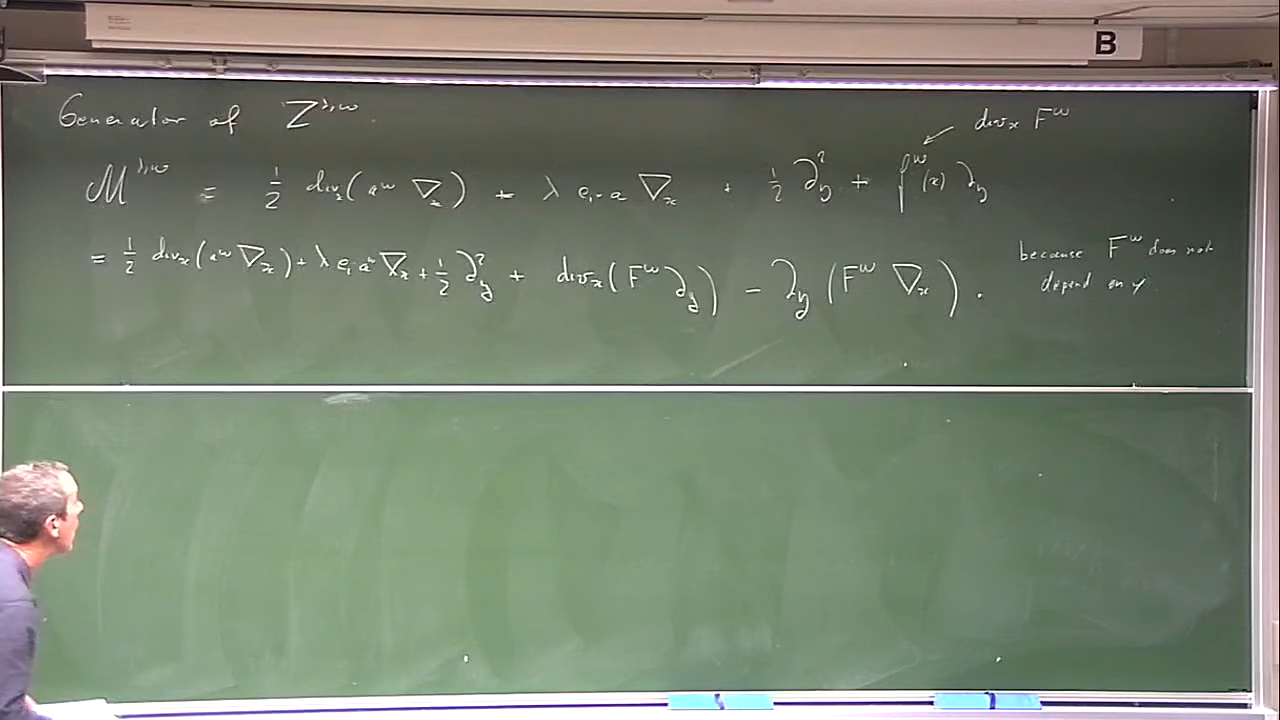 B
Generator of Z^{λ,ω}.
div_x F^ω
M^{λ,ω} = 1/2 div_x(a^ω ∇_x) + λ e_1·a ∇_x + 1/2 ∂_y^2 + f^ω(x) ∂_y
= 1/2 div_x(a^ω ∇_x) + λ e_1·a^ω ∇_x + 1/2 ∂_y^2 + div_x(F^ω ∂_y) − ∂_y(F^ω ∇_x).
because F^ω does not
depend on y.